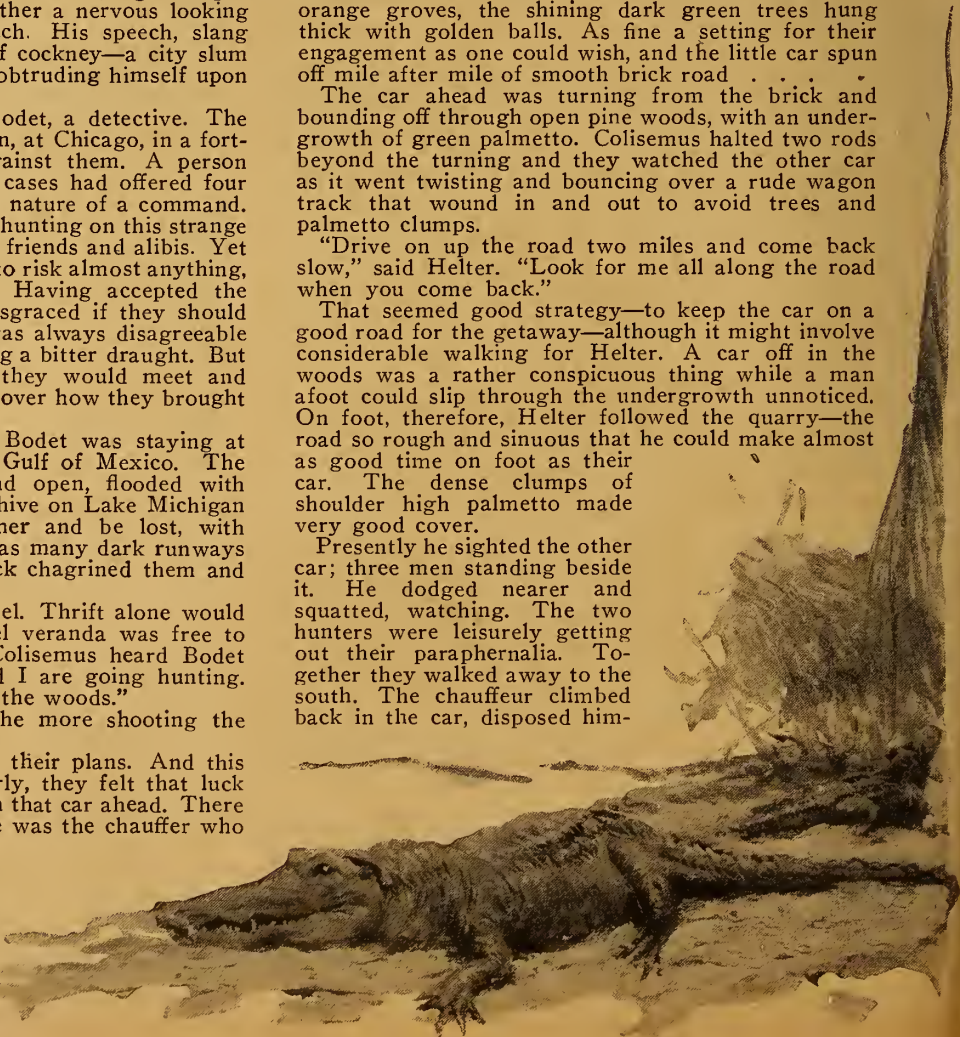 ther a nervous looking
ch. His speech, slang
f cockney—a city slum
obtruding himself upon
odet, a detective. The
n, at Chicago, in a fort-
ainst them. A person
cases had offered four
nature of a command.
hunting on this strange
friends and alibis. Yet
to risk almost anything,
Having accepted the
sgraced if they should
as always disagreeable
g a bitter draught. But
they would meet and
over how they brought
Bodet was staying at
Gulf of Mexico. The
nd open, flooded with
hive on Lake Michigan
ner and be lost, with
as many dark runways
ck chagrined them and
el. Thrift alone would
el veranda was free to
Colisemus heard Bodet
I are going hunting.
the woods.”
he more shooting the
their plans. And this
rly, they felt that luck
that car ahead. There
was the chauffer who
orange groves, the shining dark green trees hung
thick with golden balls. As fine a setting for their
engagement as one could wish, and the little car spun
off mile after mile of smooth brick road . . . .
The car ahead was turning from the brick and
bounding off through open pine woods, with an under-
growth of green palmetto. Colisemus halted two rods
beyond the turning and they watched the other car
as it went twisting and bouncing over a rude wagon
track that wound in and out to avoid trees and
palmetto clumps.
“Drive on up the road two miles and come back
slow,” said Helter. “Look for me all along the road
when you come back.”
That seemed good strategy—to keep the car on a
good road for the getaway—although it might involve
considerable walking for Helter. A car off in the
woods was a rather conspicuous thing while a man
afoot could slip through the undergrowth unnoticed.
On foot, therefore, Helter followed the quarry—the
road so rough and sinuous that he could make almost
as good time on foot as their
car. The dense clumps of
shoulder high palmetto made
very good cover.
Presently he sighted the other
car; three men standing beside
it. He dodged nearer and
squatted, watching. The two
hunters were leisurely getting
out their paraphernalia. To-
gether they walked away to the
south. The chauffeur climbed
back in the car, disposed him-